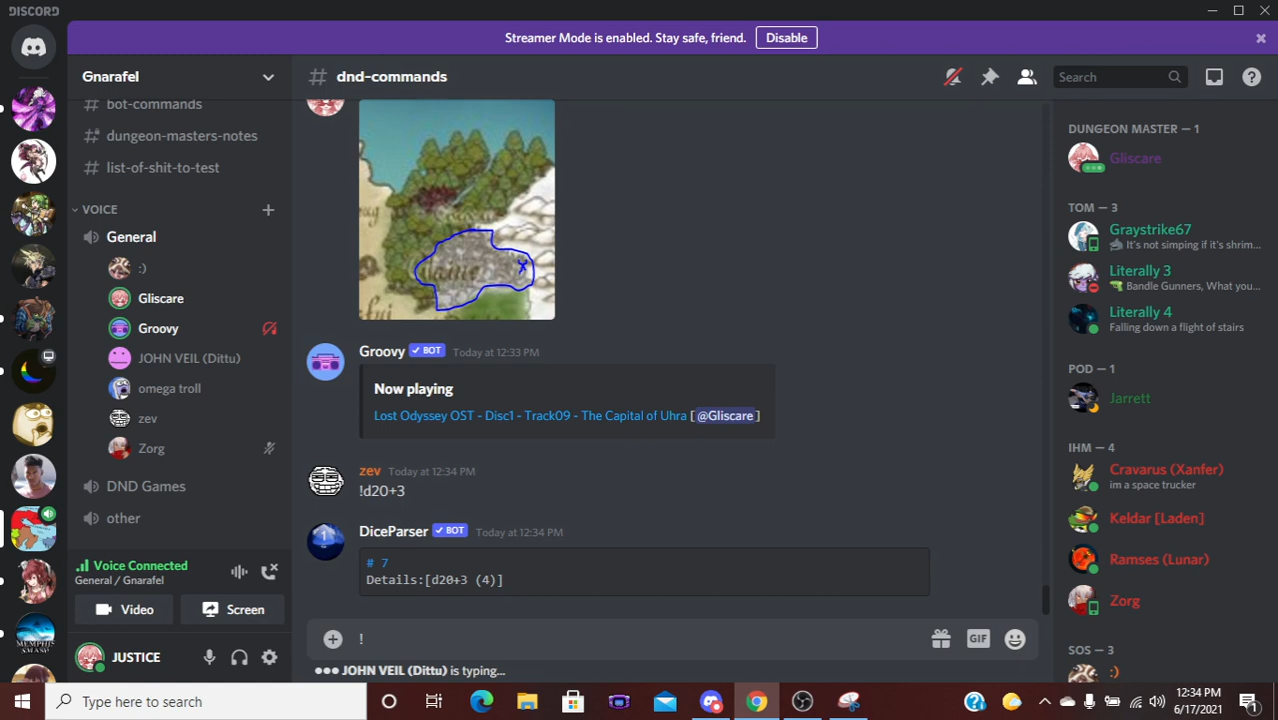 DISCORD
Streamer Mode is enabled. Stay safe, friend. Disable
Gnarafel
bot-commands
dungeon-masters-notes
list-of-shit-to-test
VOICE
General
:)
Gliscare
Groovy
JOHN VEIL (Dittu)
omega troll
zev
Zorg
DND Games
other
Voice Connected
General / Gnarafel
Video
Screen
JUSTICE
MEMPHIS
SMASH
# dnd-commands
Search
Groovy BOT Today at 12:33 PM
Now playing
Lost Odyssey OST - Disc1 - Track09 - The Capital of Uhra [@Gliscare]
zev Today at 12:34 PM
!d20+3
DiceParser BOT Today at 12:34 PM
# 7
Details:[d20+3 (4)]
!
GIF
JOHN VEIL (Dittu) is typing...
DUNGEON MASTER — 1
Gliscare
TOM — 3
Graystrike67
It's not simping if it's shrim...
Literally 3
Bandle Gunners, What you...
Literally 4
Falling down a flight of stairs
POD — 1
Jarrett
IHM — 4
Cravarus (Xanfer)
im a space trucker
Keldar [Laden]
Ramses (Lunar)
Zorg
SOS — 3
:)
Type here to search
12:34 PM
6/17/2021
1